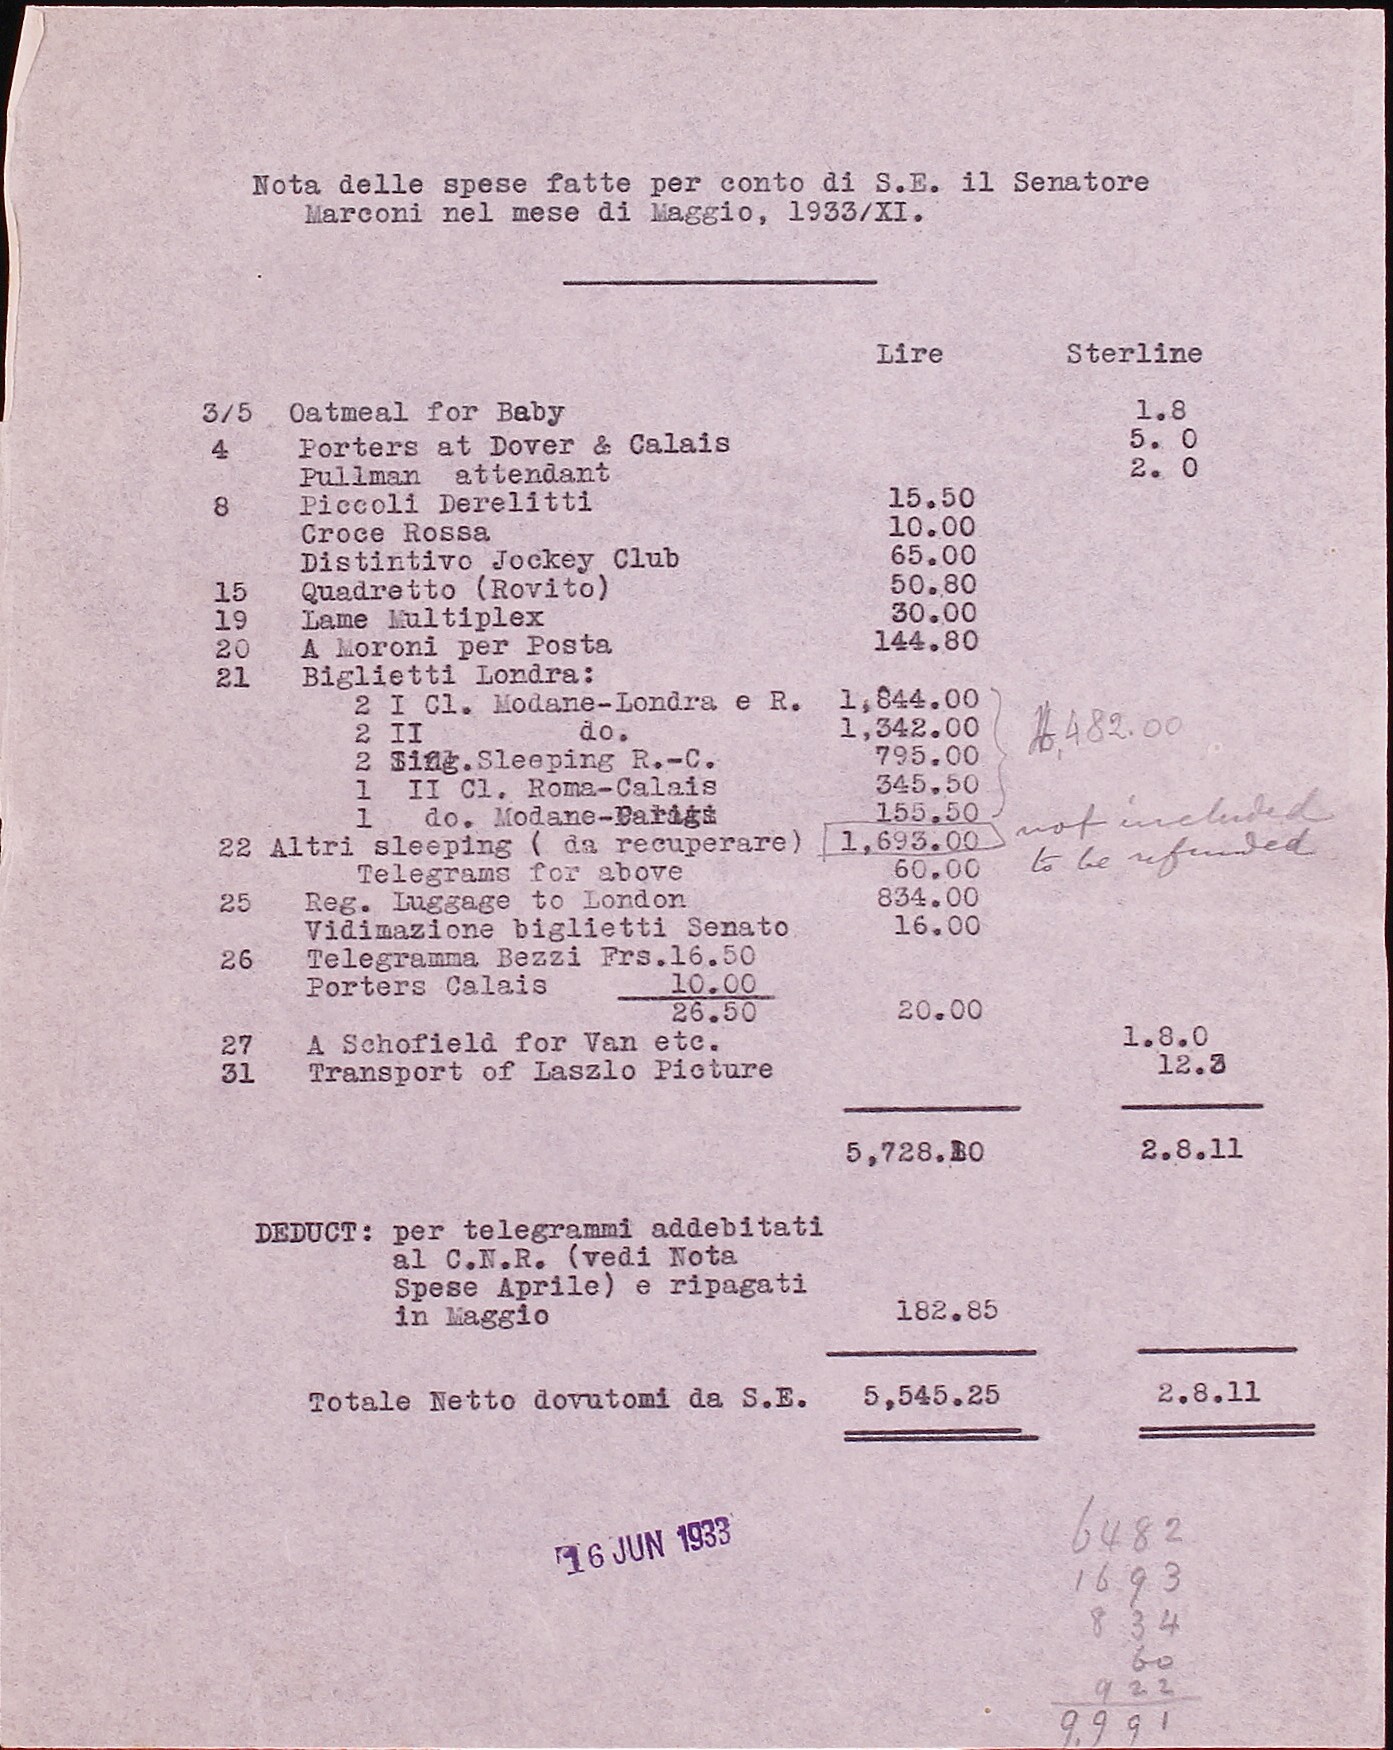 Nota delle spese fatte per conto di S.E. il Senatore
Marconi nel mese di Maggio, 1933/XI.
Lire Sterline
3/5 Oatmeal for Baby 1.8
4 Porters at Dover & Calais 5. 0
Pullman attendant 2. 0
8 Piccoli Derelitti 15.50
Croce Rossa 10.00
Distintivo Jockey Club 65.00
15 Quadretto (Rovito) 50.80
19 Lame Multiplex 30.00
20 A Moroni per Posta 144.80
21 Biglietti Londra:
2 I Cl. Modane-Londra e R. 1,844.00
2 II do. 1,342.00
2 Sing.Sleeping R.-C. 795.00
1 II Cl. Roma-Calais 345.50
1 do. Modane-Parigi 155.50
,482.00
22 Altri sleeping ( da recuperare) 1,693.00
not included
to be refunded
Telegrams for above 60.00
25 Reg. Luggage to London 834.00
Vidimazione biglietti Senato 16.00
26 Telegramma Bezzi Frs.16.50
Porters Calais 10.00
26.50 20.00
27 A Schofield for Van etc. 1.8.0
31 Transport of Laszlo Picture 12.3
5,728.10 2.8.11
DEDUCT: per telegrammi addebitati
al C.N.R. (vedi Nota
Spese Aprile) e ripagati
in Maggio 182.85
Totale Netto dovutomi da S.E. 5,545.25 2.8.11
16 JUN 1933
6482
1693
834
60
922
9,991